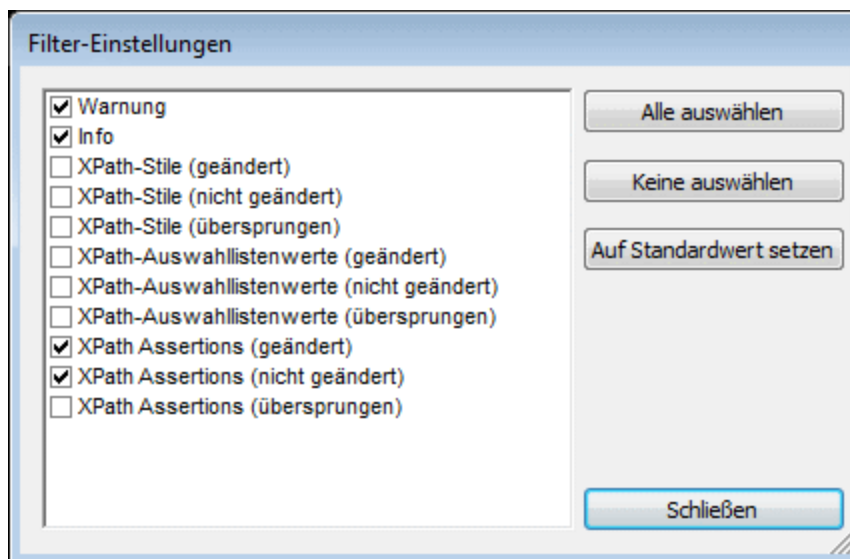 Filter-Einstellungen
Warnung
Info
XPath-Stile (geändert)
XPath-Stile (nicht geändert)
XPath-Stile (übersprungen)
XPath-Auswahllistenwerte (geändert)
XPath-Auswahllistenwerte (nicht geändert)
XPath-Auswahllistenwerte (übersprungen)
XPath Assertions (geändert)
XPath Assertions (nicht geändert)
XPath Assertions (übersprungen)
Alle auswählen
Keine auswählen
Auf Standardwert setzen
Schließen